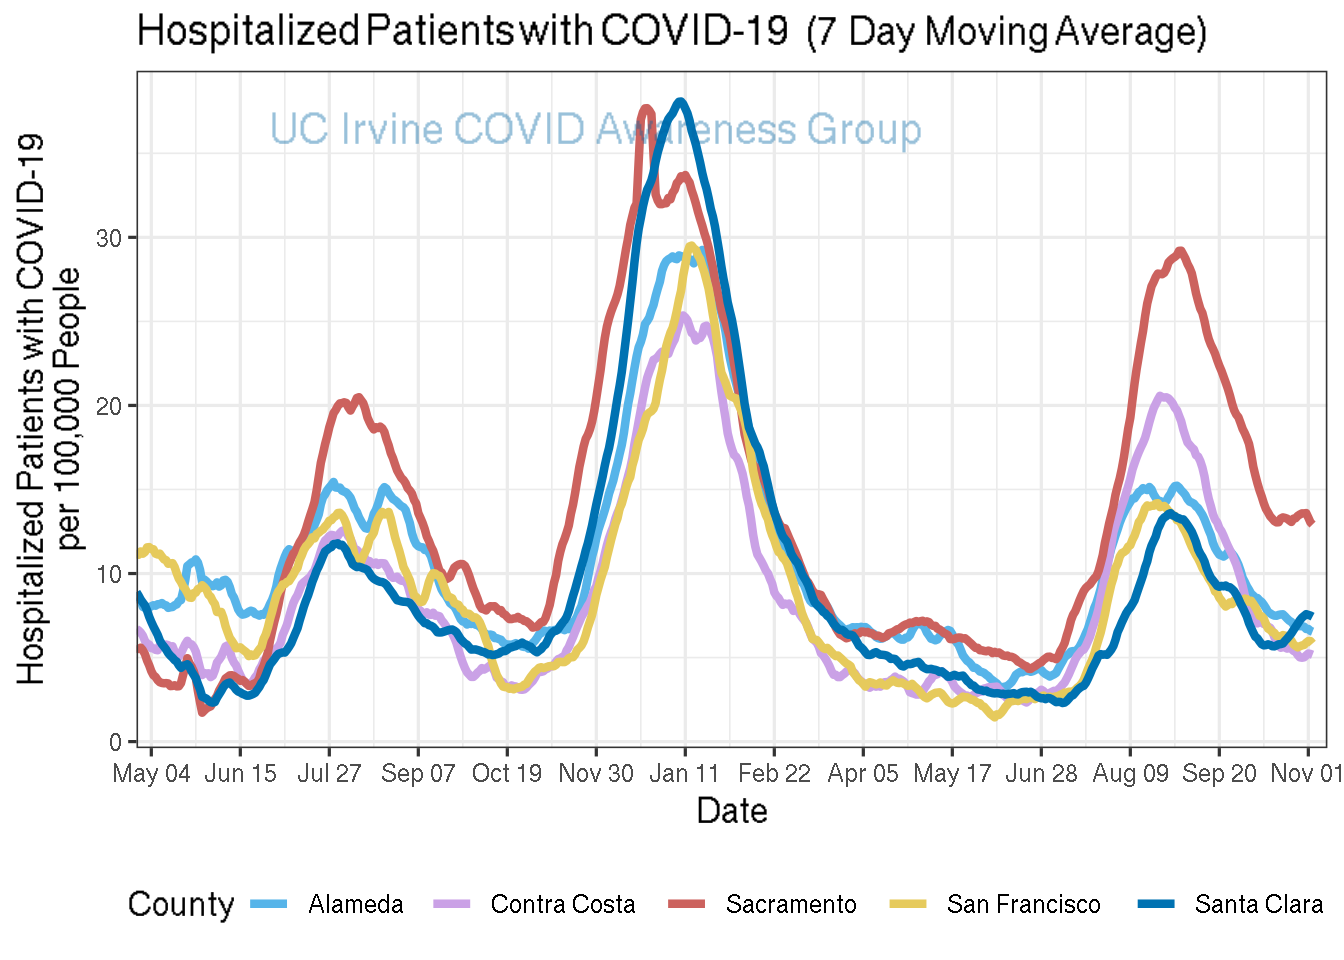 Hospitalized Patients with COVID-19 (7 Day Moving Average)
UC Irvine COVID Awareness Group
Hospitalized Patients with COVID-19
per 100,000 People
30
20
10
0
May 04 Jun 15 Jul 27 Sep 07 Oct 19 Nov 30 Jan 11 Feb 22 Apr 05 May 17 Jun 28 Aug 09 Sep 20 Nov 01
Date
County Alameda Contra Costa Sacramento San Francisco Santa Clara